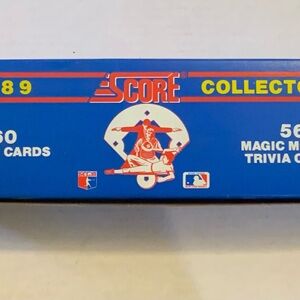 89 SCORE COLLECTO
60 56
CARDS MAGIC M
TRIVIA C